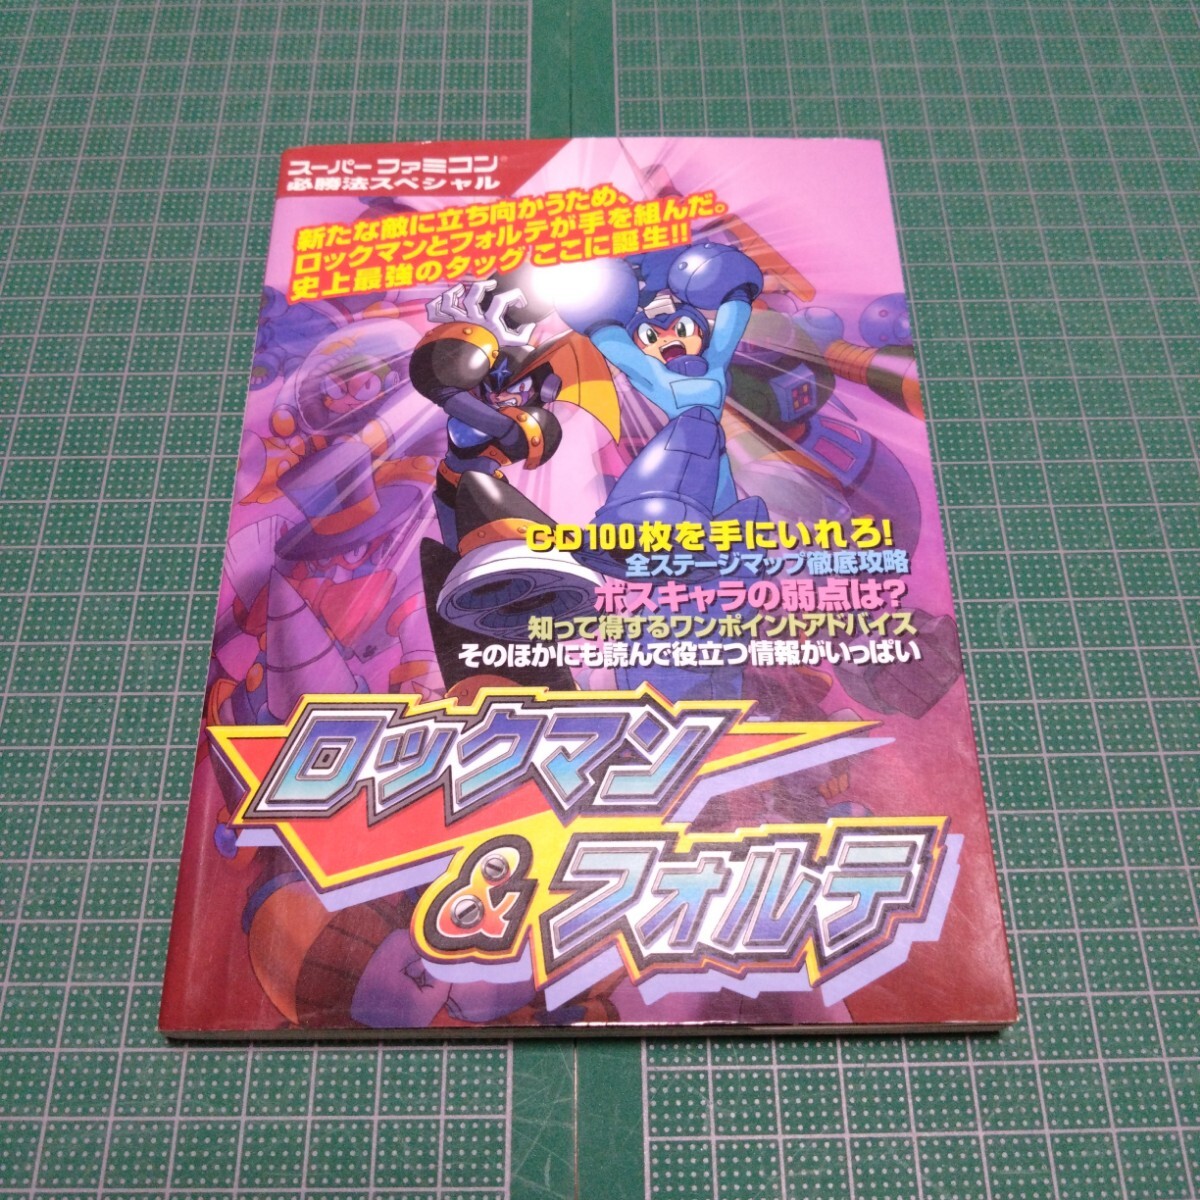 スーパーファミコン®
必勝法スペシャル
新たな敵に立ち向かうため、
ロックマンとフォルテが手を組んだ。
史上最強のタッグここに誕生!!
CD100枚を手にいれろ!
全ステージマップ徹底攻略
ボスキャラの弱点は?
知って得するワンポイントアドバイス
そのほかにも読んで役立つ情報がいっぱい
ロックマン
&フォルテ